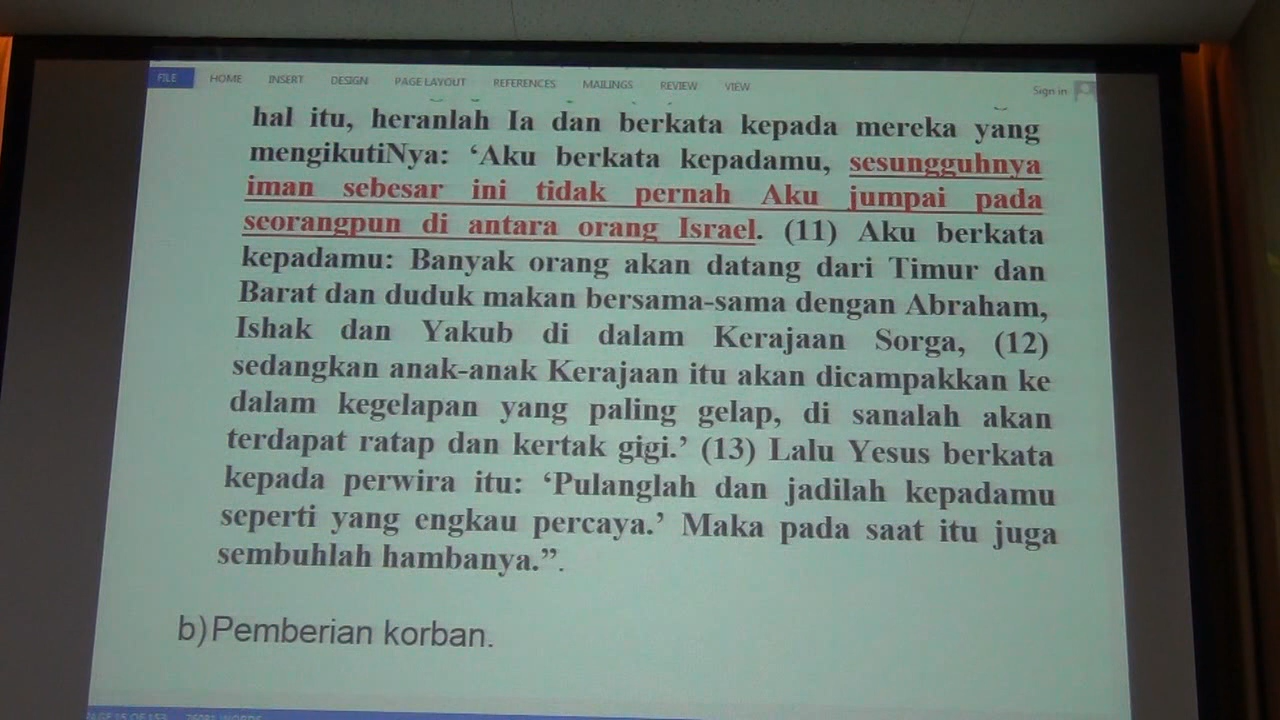 FILE HOME INSERT DESIGN PAGE LAYOUT REFERENCES MAILINGS REVIEW VIEW Sign in
hal itu, heranlah Ia dan berkata kepada mereka yang
mengikutiNya: ‘Aku berkata kepadamu, sesungguhnya
iman sebesar ini tidak pernah Aku jumpai pada
seorangpun di antara orang Israel. (11) Aku berkata
kepadamu: Banyak orang akan datang dari Timur dan
Barat dan duduk makan bersama-sama dengan Abraham,
Ishak dan Yakub di dalam Kerajaan Sorga, (12)
sedangkan anak-anak Kerajaan itu akan dicampakkan ke
dalam kegelapan yang paling gelap, di sanalah akan
terdapat ratap dan kertak gigi.’ (13) Lalu Yesus berkata
kepada perwira itu: ‘Pulanglah dan jadilah kepadamu
seperti yang engkau percaya.’ Maka pada saat itu juga
sembuhlah hambanya.”.
b) Pemberian korban.
PAGE 15 OF 153